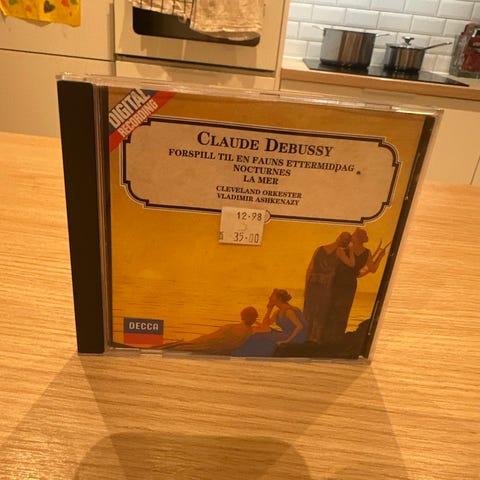 DIGITAL
RECORDING
CLAUDE DEBUSSY
FORSPILL TIL EN FAUNS ETTERMIDDAG
NOCTURNES
LA MER
CLEVELAND ORKESTER
VLADIMIR ASHKENAZY
12-98
35.00
DECCA